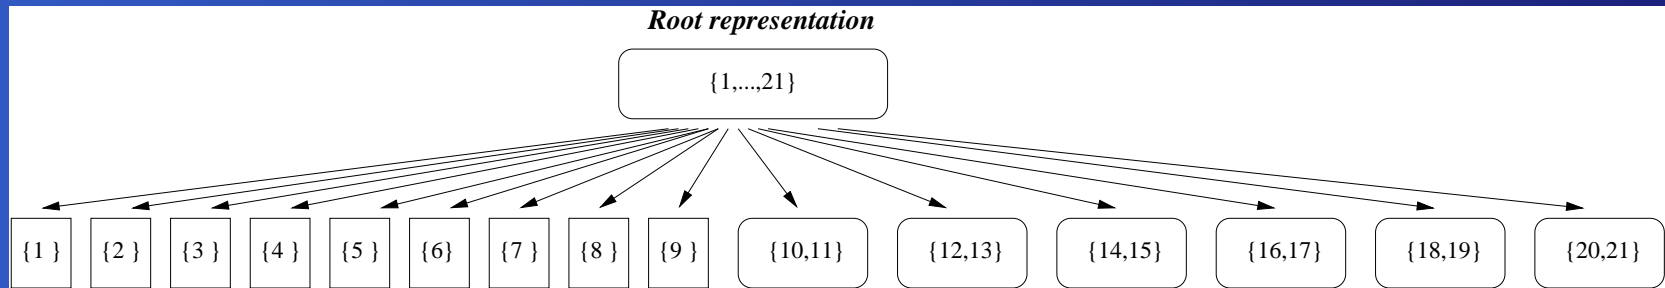 Root representation
{1,...,21}
{1 } {2 } {3 } {4 } {5 } {6} {7 } {8 } {9 } {10,11} {12,13} {14,15} {16,17} {18,19} {20,21}